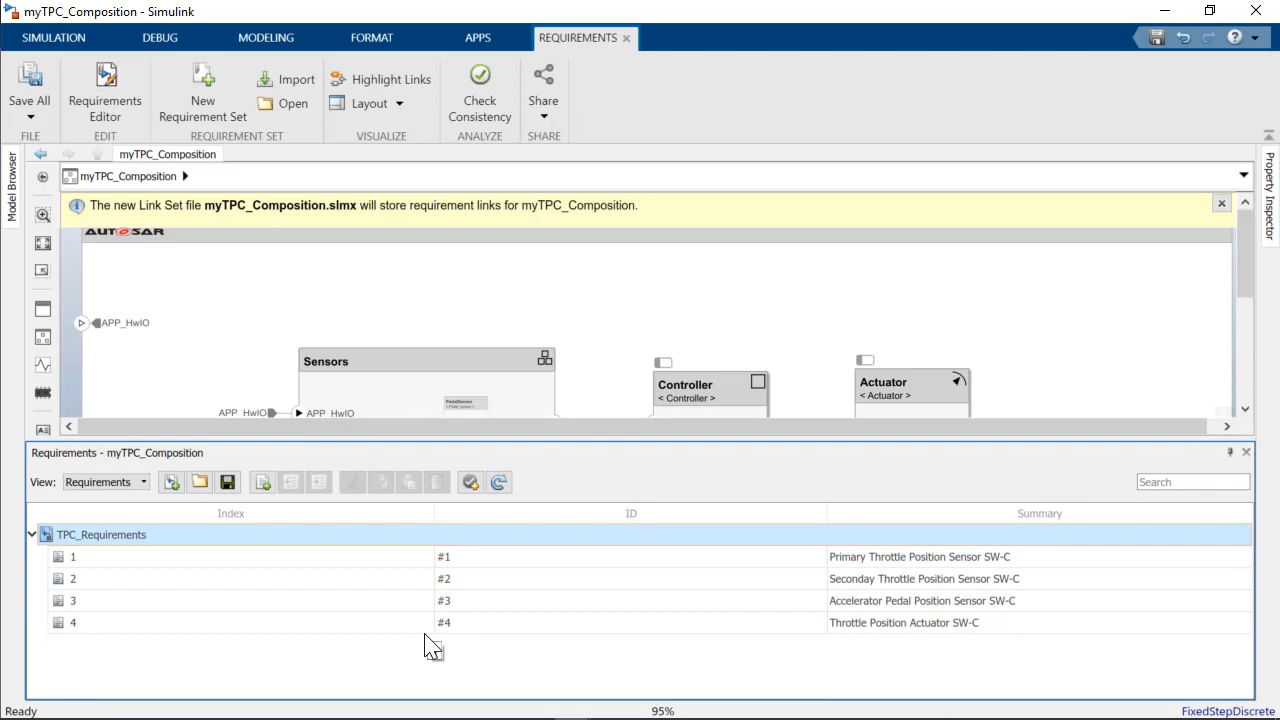 myTPC_Composition - Simulink
SIMULATION DEBUG MODELING FORMAT APPS REQUIREMENTS
Save All
Requirements Editor
New Requirement Set
Import
Open
Highlight Links
Layout
Check Consistency
Share
FILE EDIT REQUIREMENT SET VISUALIZE ANALYZE SHARE
Model Browser
myTPC_Composition
myTPC_Composition
Property Inspector
The new Link Set file myTPC_Composition.slmx will store requirement links for myTPC_Composition.
AUTOSAR
APP_HwIO
Sensors
Controller
< Controller >
Actuator
< Actuator >
APP_HwIO APP_HwIO
Requirements - myTPC_Composition
View: Requirements Search
Index ID Summary
TPC_Requirements
1 #1 Primary Throttle Position Sensor SW-C
2 #2 Seconday Throttle Position Sensor SW-C
3 #3 Accelerator Pedal Position Sensor SW-C
4 #4 Throttle Position Actuator SW-C
Ready 95% FixedStepDiscrete